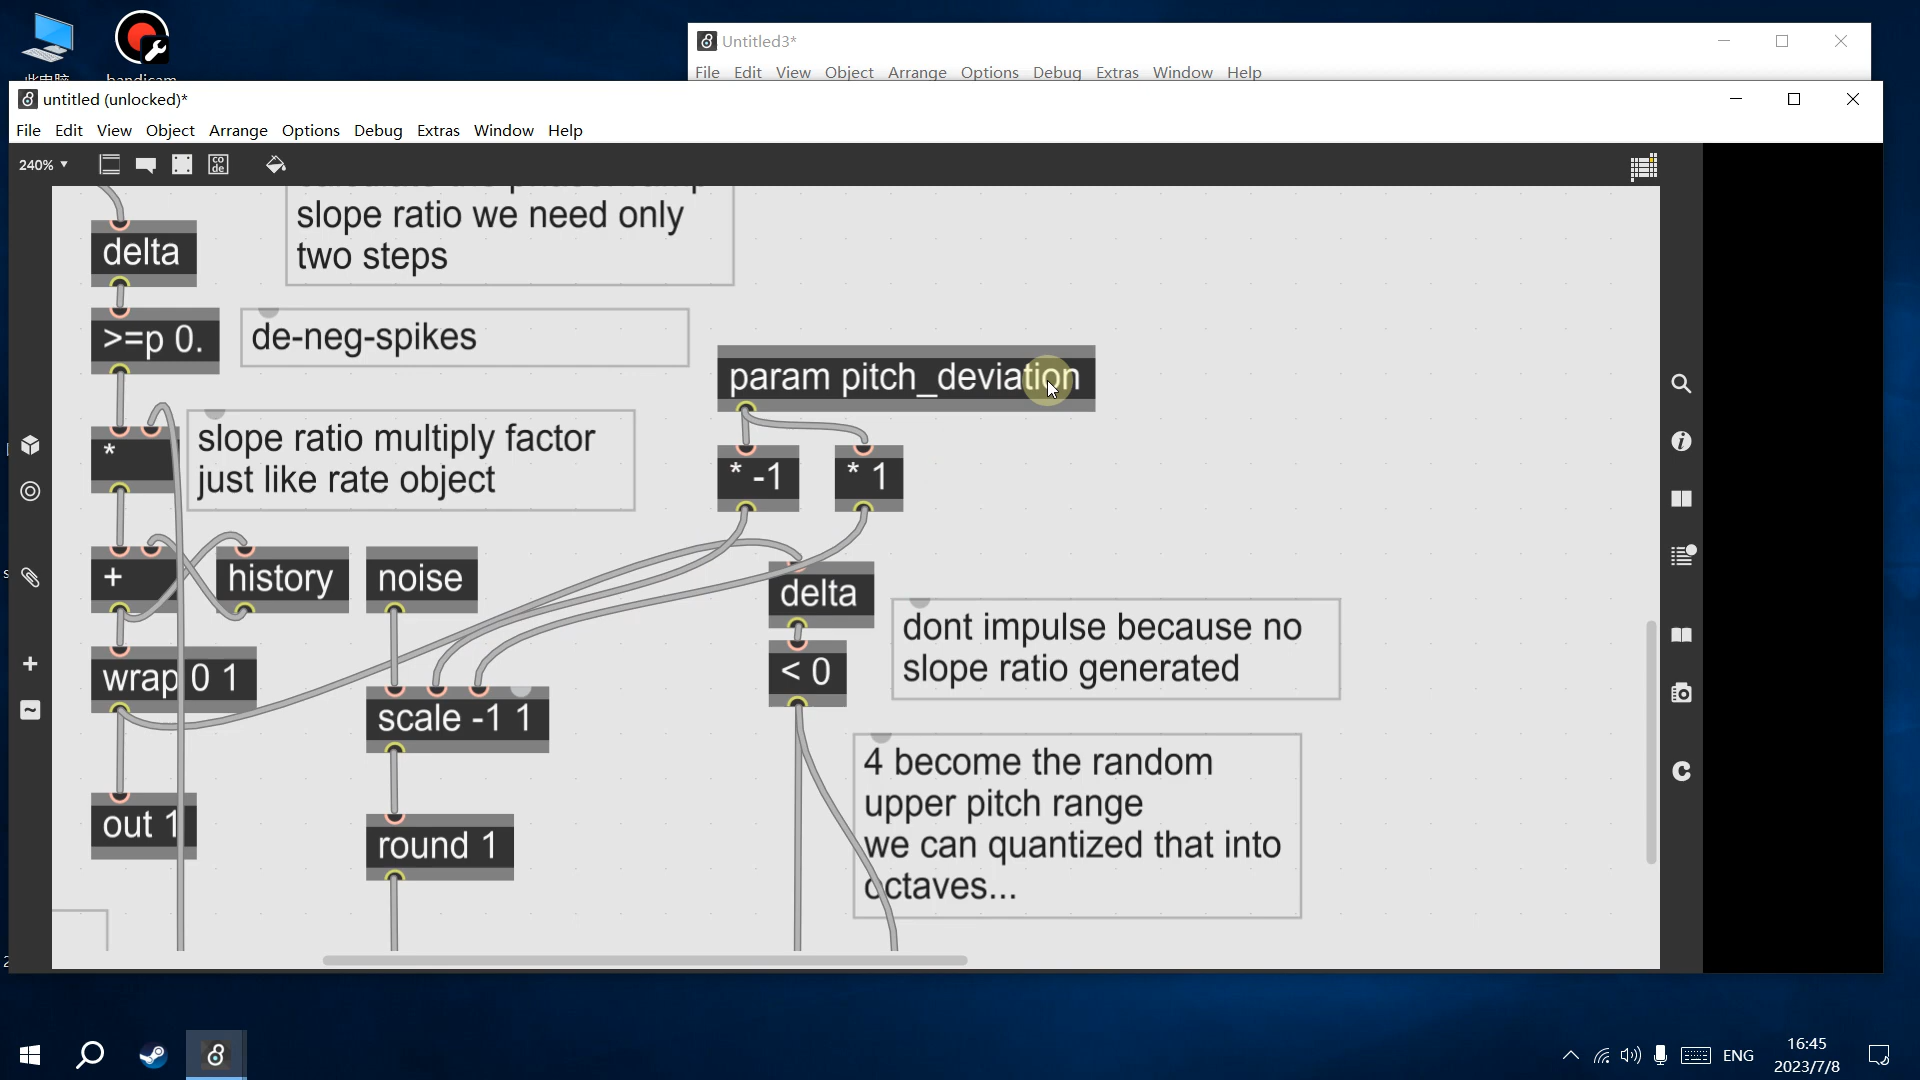 Untitled3*
File Edit View Object Arrange Options Debug Extras Window Help
untitled (unlocked)*
File Edit View Object Arrange Options Debug Extras Window Help
240%
co
de
slope ratio we need only
two steps
delta
>=p 0.
de-neg-spikes
param pitch_deviation
*
slope ratio multiply factor
just like rate object
* -1
* 1
+
history
noise
delta
dont impulse because no
slope ratio generated
wrap 0 1
< 0
scale -1 1
4 become the random
upper pitch range
we can quantized that into
octaves...
out 1
round 1
ENG
16:45
2023/7/8